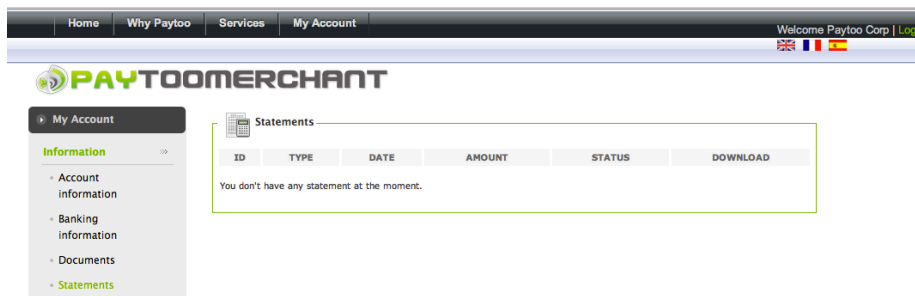 Home Why Paytoo Services My Account
Welcome Paytoo Corp | Log
PAYTOOMERCHANT
My Account
Information
Account
information
Banking
information
Documents
Statements
Statements
ID TYPE DATE AMOUNT STATUS DOWNLOAD
You don't have any statement at the moment.